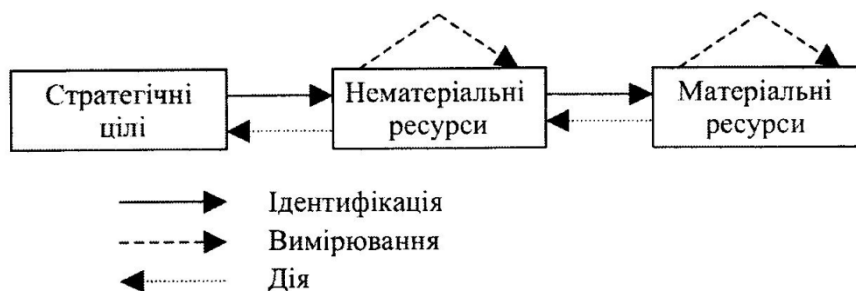 Стратегічні
цілі
Нематеріальні
ресурси
Матеріальні
ресурси
Ідентифікація
Вимірювання
Дія